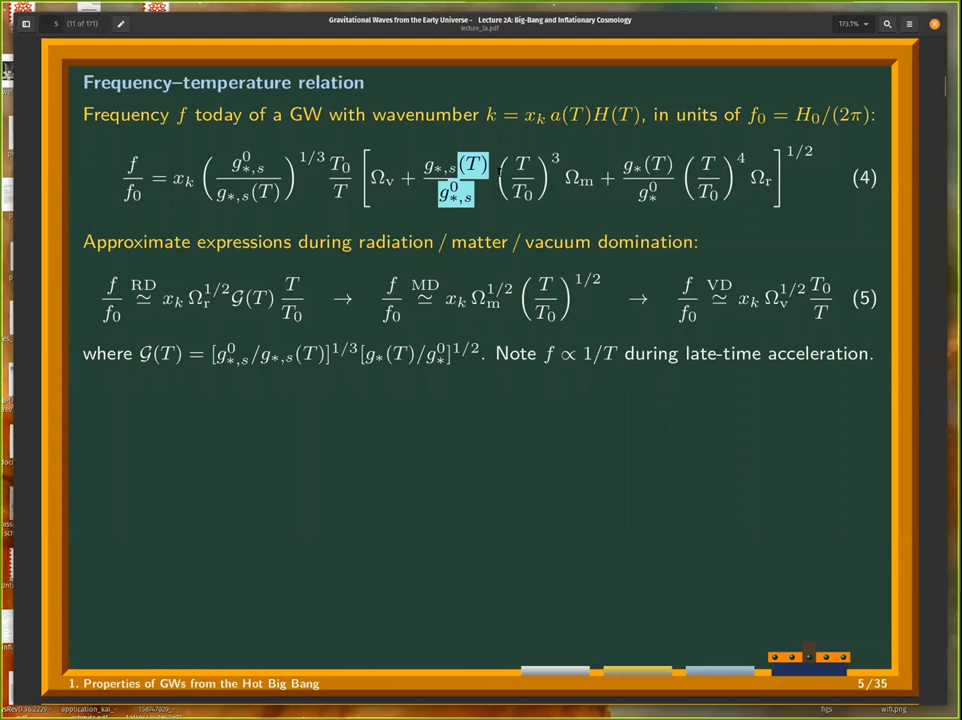 5 (11 of 171)
Gravitational Waves from the Early Universe - Lecture 2A: Big-Bang and Inflationary Cosmology
lecture_2a.pdf
173.1%
Frequency–temperature relation
Frequency f today of a GW with wavenumber k = x_k a(T)H(T), in units of f_0 = H_0/(2π):
f/f_0 = x_k (g^0_{*,s}/g_{*,s}(T))^{1/3} T_0/T [Ω_v + g_{*,s}(T)/g^0_{*,s} (T/T_0)^3 Ω_m + g_*(T)/g^0_* (T/T_0)^4 Ω_r]^{1/2} (4)
Approximate expressions during radiation / matter / vacuum domination:
f/f_0 ≃^{RD} x_k Ω_r^{1/2} 𝒢(T) T/T_0 → f/f_0 ≃^{MD} x_k Ω_m^{1/2} (T/T_0)^{1/2} → f/f_0 ≃^{VD} x_k Ω_v^{1/2} T_0/T (5)
where 𝒢(T) = [g^0_{*,s}/g_{*,s}(T)]^{1/3}[g_*(T)/g^0_*]^{1/2}. Note f ∝ 1/T during late-time acceleration.
1. Properties of GWs from the Hot Big Bang
5/35
figs
wifi.png